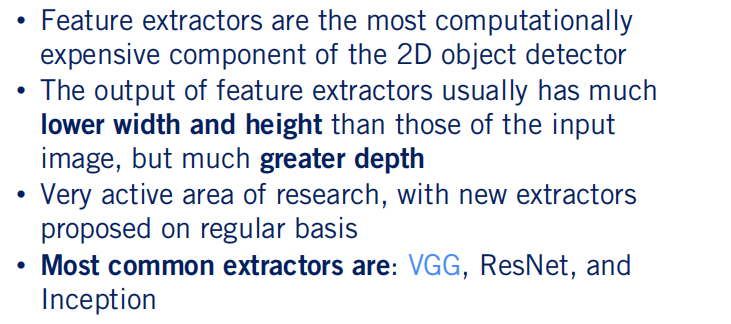 • Feature extractors are the most computationally
expensive component of the 2D object detector
• The output of feature extractors usually has much
lower width and height than those of the input
image, but much greater depth
• Very active area of research, with new extractors
proposed on regular basis
• Most common extractors are: VGG, ResNet, and
Inception